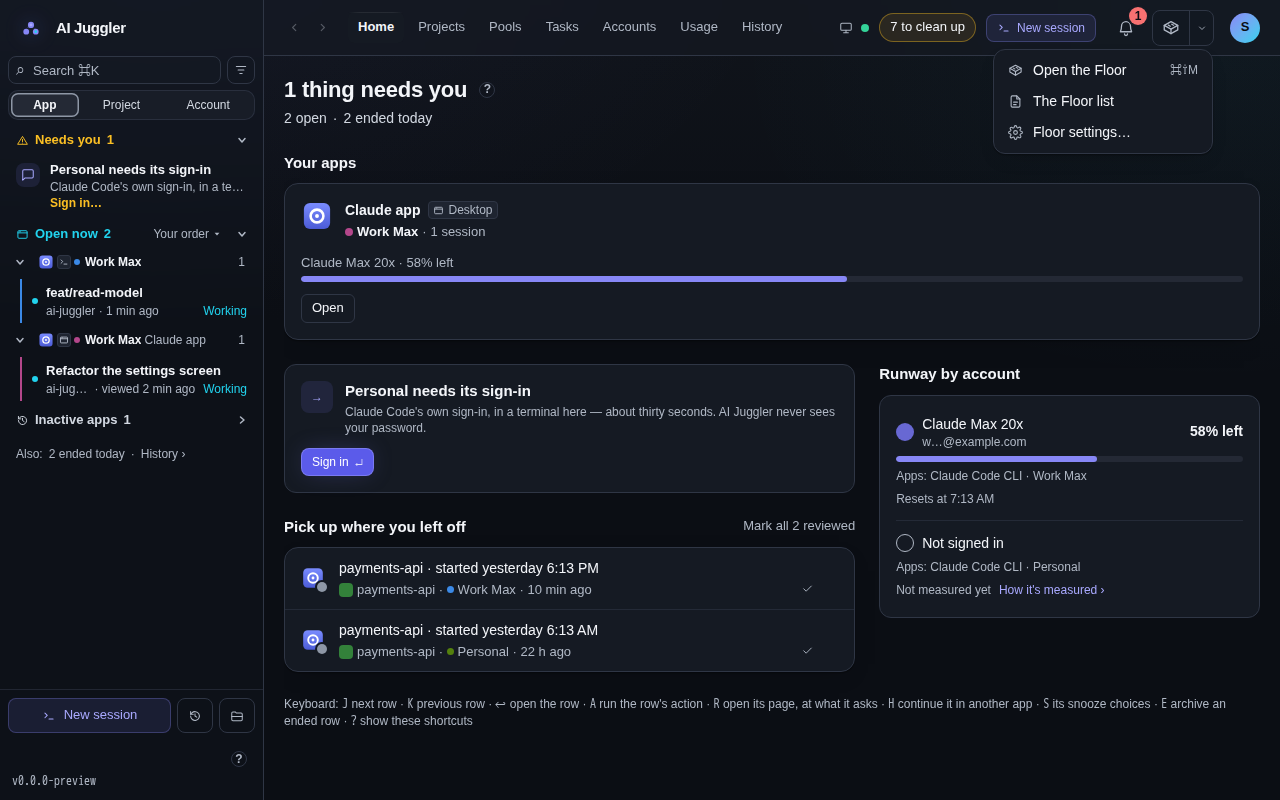 AI Juggler
Home Projects Pools Tasks Accounts Usage History
7 to clean up
New session
1
S
Search ⌘K
App Project Account
Needs you 1
Personal needs its sign-in
Claude Code's own sign-in, in a te…
Sign in…
Open now 2 Your order
Work Max 1
feat/read-model
ai-juggler · 1 min ago Working
Work Max Claude app 1
Refactor the settings screen
ai-jug… · viewed 2 min ago Working
Inactive apps 1
Also: 2 ended today · History ›
New session
?
v0.0.0-preview
1 thing needs you ?
2 open · 2 ended today
Open the Floor ⌘⇧M
The Floor list
Floor settings…
Your apps
Claude app Desktop
Work Max · 1 session
Claude Max 20x · 58% left
Open
→
Personal needs its sign-in
Claude Code's own sign-in, in a terminal here — about thirty seconds. AI Juggler never sees
your password.
Sign in ↵
Pick up where you left off Mark all 2 reviewed
payments-api · started yesterday 6:13 PM
payments-api · Work Max · 10 min ago
payments-api · started yesterday 6:13 AM
payments-api · Personal · 22 h ago
Runway by account
Claude Max 20x 58% left
w…@example.com
Apps: Claude Code CLI · Work Max
Resets at 7:13 AM
Not signed in
Apps: Claude Code CLI · Personal
Not measured yet How it's measured ›
Keyboard: J next row · K previous row · ↩ open the row · A run the row's action · R open its page, at what it asks · H continue it in another app · S its snooze choices · E archive an
ended row · ? show these shortcuts